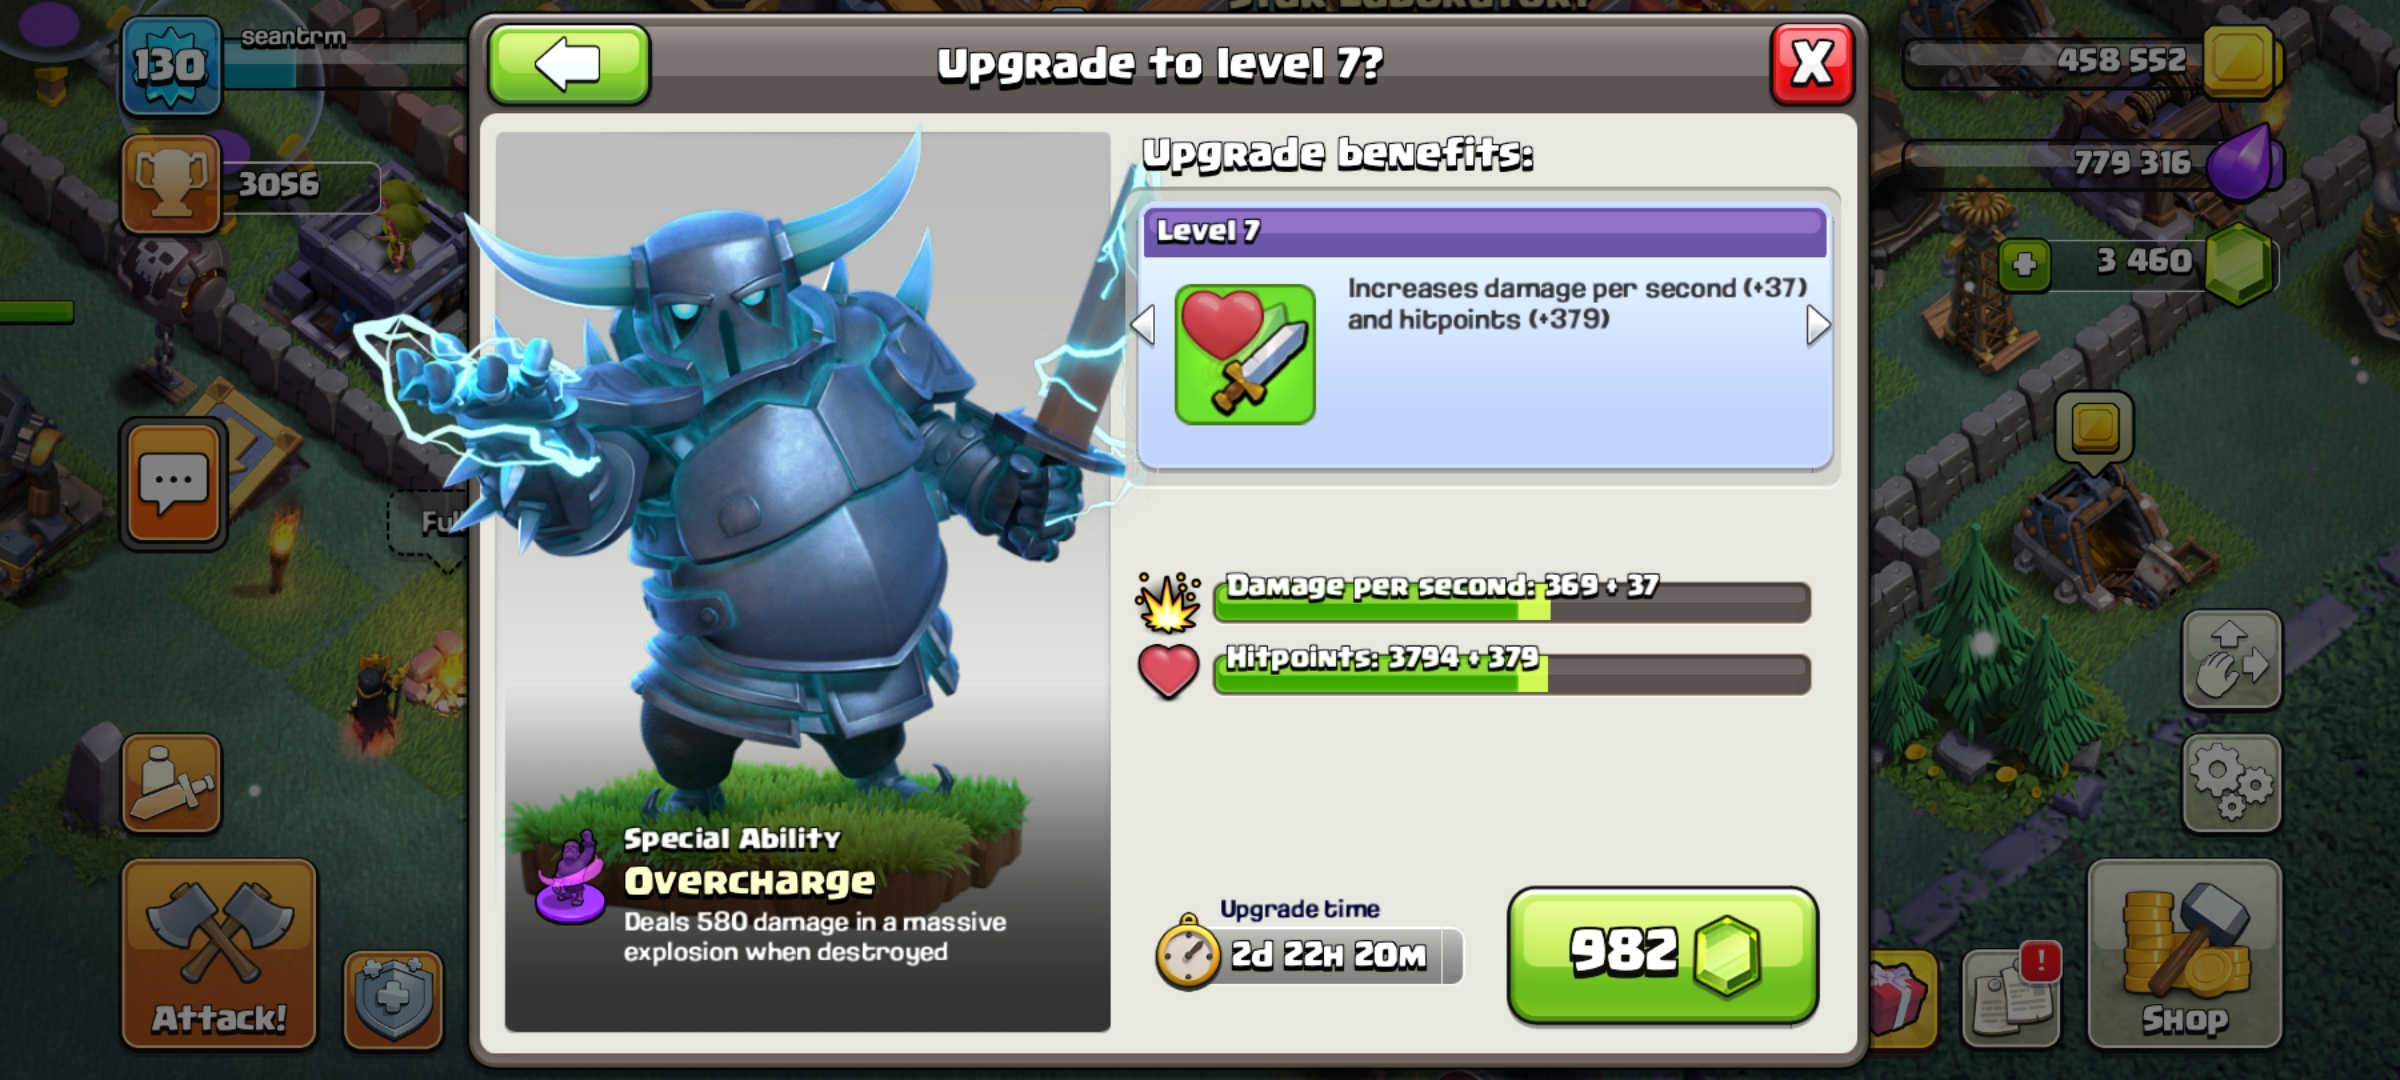 STAR LABORATORY
130
seantrm
3056
Upgrade to level 7?
X
458 552
779 316
3 460
Upgrade benefits:
Level 7
Increases damage per second (+37)
and hitpoints (+379)
Damage per second: 369 + 37
Hitpoints: 3794 + 379
Special Ability
Overcharge
Deals 580 damage in a massive
explosion when destroyed
Upgrade time
2d 22H 20M
982
Attack!
!
Shop